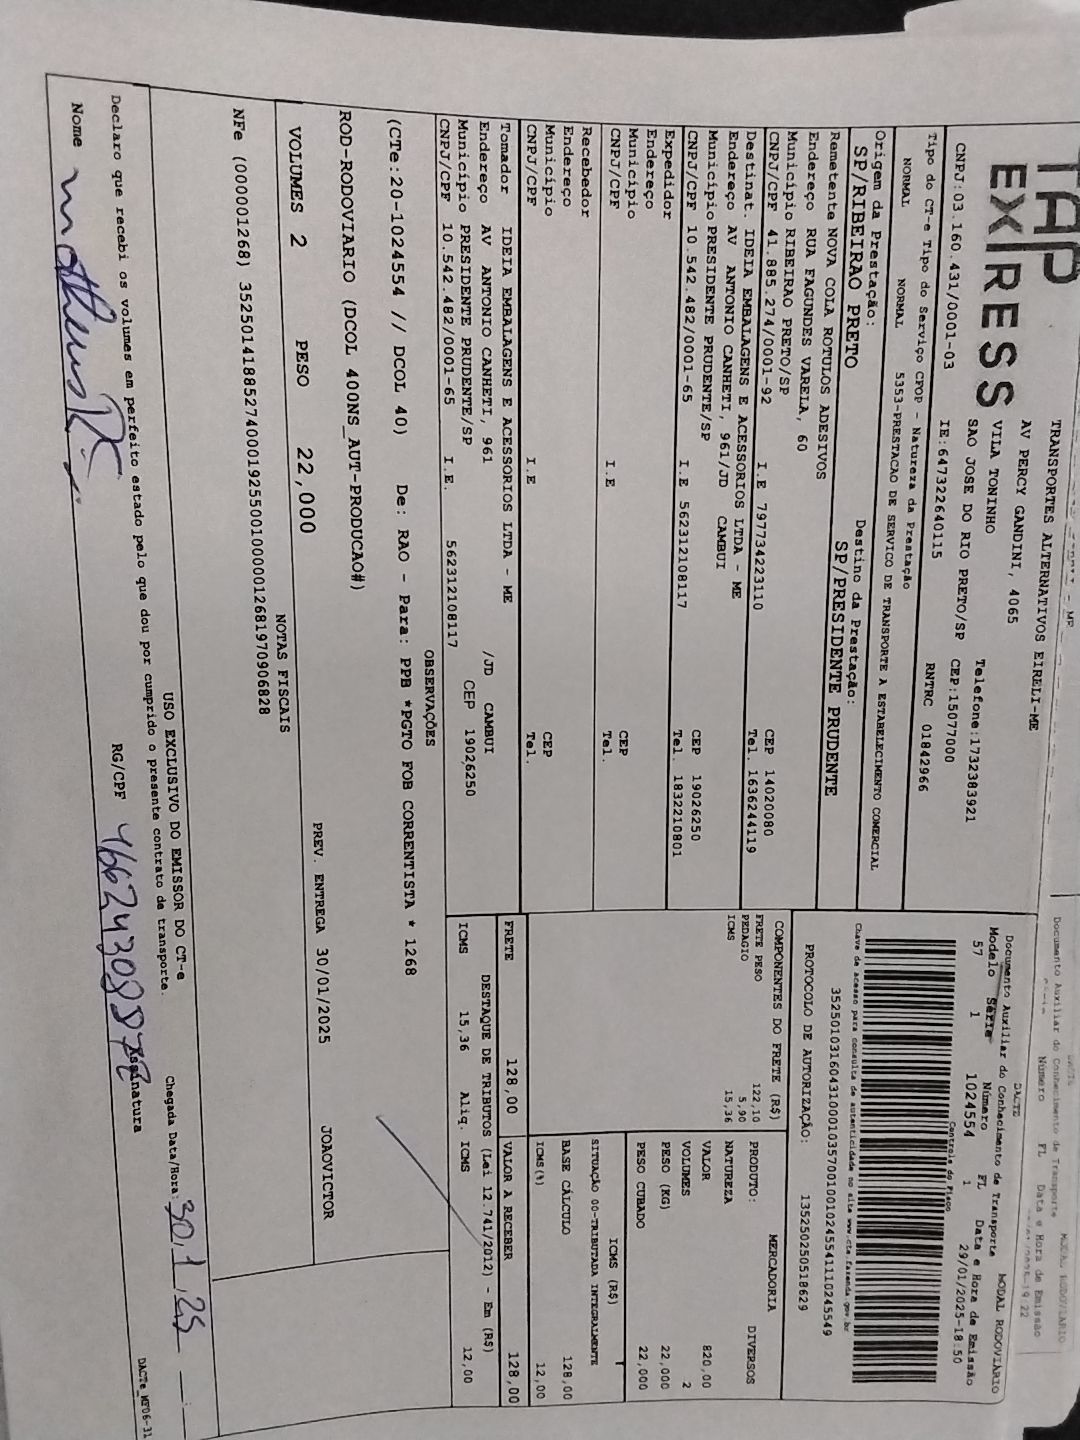 TAP
EXPRESS
TRANSPORTES ALTERNATIVOS EIRELI-ME
AV PERCY GANDINI, 4065
VILA TONINHO
SAO JOSE DO RIO PRETO/SP CEP:15077000
Telefone:1732383921
CNPJ:03.160.431/0001-03 IE:647322640115 RNTRC 01842966
Tipo do CT-e Tipo do Serviço CFOP - Natureza da Prestação
NORMAL NORMAL 5353-PRESTACAO DE SERVICO DE TRANSPORTE A ESTABELECIMENTO COMERCIAL
Origem da Prestação: Destino da Prestação:
SP/RIBEIRAO PRETO SP/PRESIDENTE PRUDENTE
Remetente NOVA COLA ROTULOS ADESIVOS
Endereço RUA FAGUNDES VARELA, 60
Município RIBEIRAO PRETO/SP CEP 14020080
CNPJ/CPF 41.885.274/0001-92 I.E 797734223110 Tel. 1636244119
Destinat. IDEIA EMBALAGENS E ACESSORIOS LTDA - ME
Endereço AV ANTONIO CANHETI, 961/JD CAMBUI
Município PRESIDENTE PRUDENTE/SP CEP 19026250
CNPJ/CPF 10.542.482/0001-65 I.E 562312108117 Tel. 1832210801
Expedidor
Endereço
Município CEP
CNPJ/CPF I.E Tel.
Recebedor
Endereço
Município CEP
CNPJ/CPF I.E Tel.
Tomador IDEIA EMBALAGENS E ACESSORIOS LTDA - ME
Endereço AV ANTONIO CANHETI, 961 /JD CAMBUI
Município PRESIDENTE PRUDENTE/SP CEP 19026250
CNPJ/CPF 10.542.482/0001-65 I.E. 562312108117
DACTE MODAL RODOVIÁRIO
Documento Auxiliar do Conhecimento de Transporte
Modelo Série Número FL Data e Hora de Emissão
57 1 1024554 1 29/01/2025-18:50
Controle do Fisco
Chave de acesso para consulta de autenticidade no site www.cte.fazenda.gov.br
35250103160431000103570010010245541110245549
PROTOCOLO DE AUTORIZAÇÃO: 135250250518629
COMPONENTES DO FRETE (R$)
FRETE PESO 122,10
PEDAGIO 5,90
ICMS 15,36
MERCADORIA
PRODUTO: DIVERSOS
NATUREZA
VALOR 820,00
VOLUMES 2
PESO (KG) 22,000
PESO CUBADO 22,000
ICMS (R$)
SITUAÇÃO 00-TRIBUTADA INTEGRALMENTE
BASE CÁLCULO 128,00
ICMS(%) 12,00
FRETE 128,00 VALOR A RECEBER 128,00
DESTAQUE DE TRIBUTOS (Lei 12.741/2012) - Em (R$)
ICMS 15,36 Aliq. ICMS 12,00
OBSERVAÇÕES
(CTe:20-1024554 // DCOL 40) De: RAO - Para: PPB *PGTO FOB CORRENTISTA * 1268
ROD-RODOVIARIO (DCOL 400NS_AUT-PRODUCAO#)
VOLUMES 2 PESO 22,000 PREV. ENTREGA 30/01/2025 JOAOVICTOR
NOTAS FISCAIS
NFe (000001268) 35250141885274000192550010000012681970906828
USO EXCLUSIVO DO EMISSOR DO CT-e
Declaro que recebi os volumes em perfeito estado pelo que dou por cumprido o presente contrato de transporte.
Chegada Data/Hora: 30/1/25
Nome RG/CPF 46624308872 Assinatura
DACTe_MF06-31